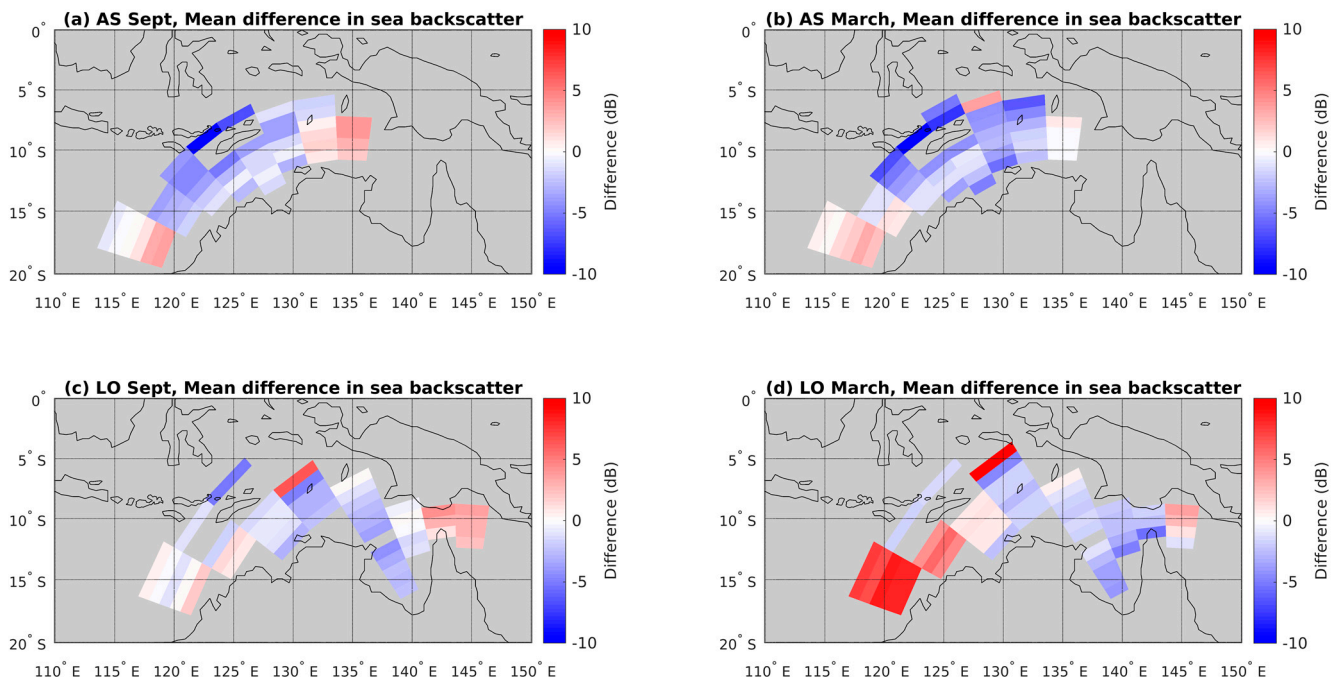 (a) AS Sept, Mean difference in sea backscatter
0° 
5° S
10° S
15° S
20° S
110° E 115° E 120° E 125° E 130° E 135° E 140° E 145° E 150° E
10
5
0
-5
-10
Difference (dB)
(b) AS March, Mean difference in sea backscatter
0°
5° S
10° S
15° S
20° S
110° E 115° E 120° E 125° E 130° E 135° E 140° E 145° E 150° E
10
5
0
-5
-10
Difference (dB)
(c) LO Sept, Mean difference in sea backscatter
0°
5° S
10° S
15° S
20° S
110° E 115° E 120° E 125° E 130° E 135° E 140° E 145° E 150° E
10
5
0
-5
-10
Difference (dB)
(d) LO March, Mean difference in sea backscatter
0°
5° S
10° S
15° S
20° S
110° E 115° E 120° E 125° E 130° E 135° E 140° E 145° E 150° E
10
5
0
-5
-10
Difference (dB)